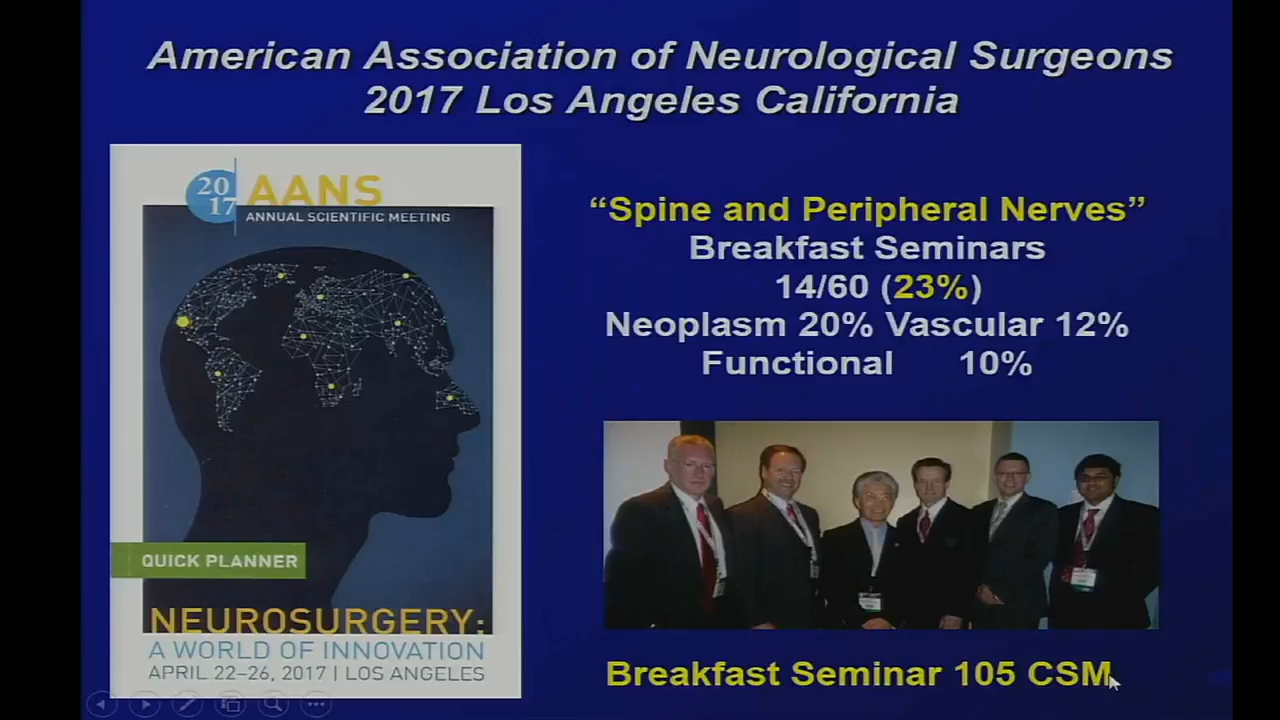 American Association of Neurological Surgeons
2017 Los Angeles California
20
17
AANS
ANNUAL SCIENTIFIC MEETING
QUICK PLANNER
NEUROSURGERY:
A WORLD OF INNOVATION
APRIL 22–26, 2017 | LOS ANGELES
“Spine and Peripheral Nerves”
Breakfast Seminars
14/60 (23%)
Neoplasm 20% Vascular 12%
Functional 10%
Breakfast Seminar 105 CSM